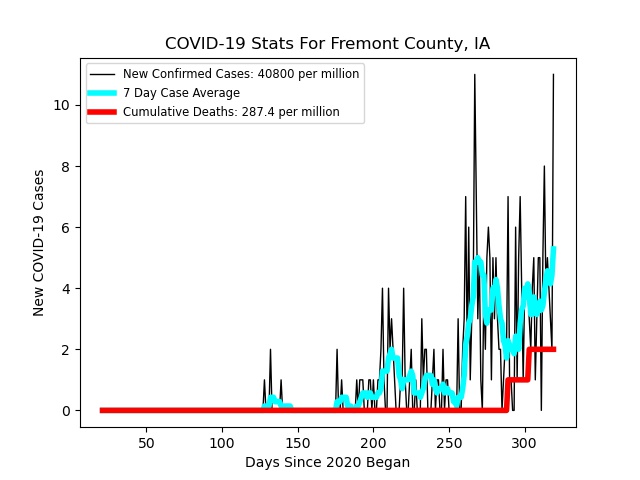 COVID-19 Stats For Fremont County, IA
New Confirmed Cases: 40800 per million
7 Day Case Average
Cumulative Deaths: 287.4 per million
New COVID-19 Cases
10
8
6
4
2
0
50 100 150 200 250 300
Days Since 2020 Began